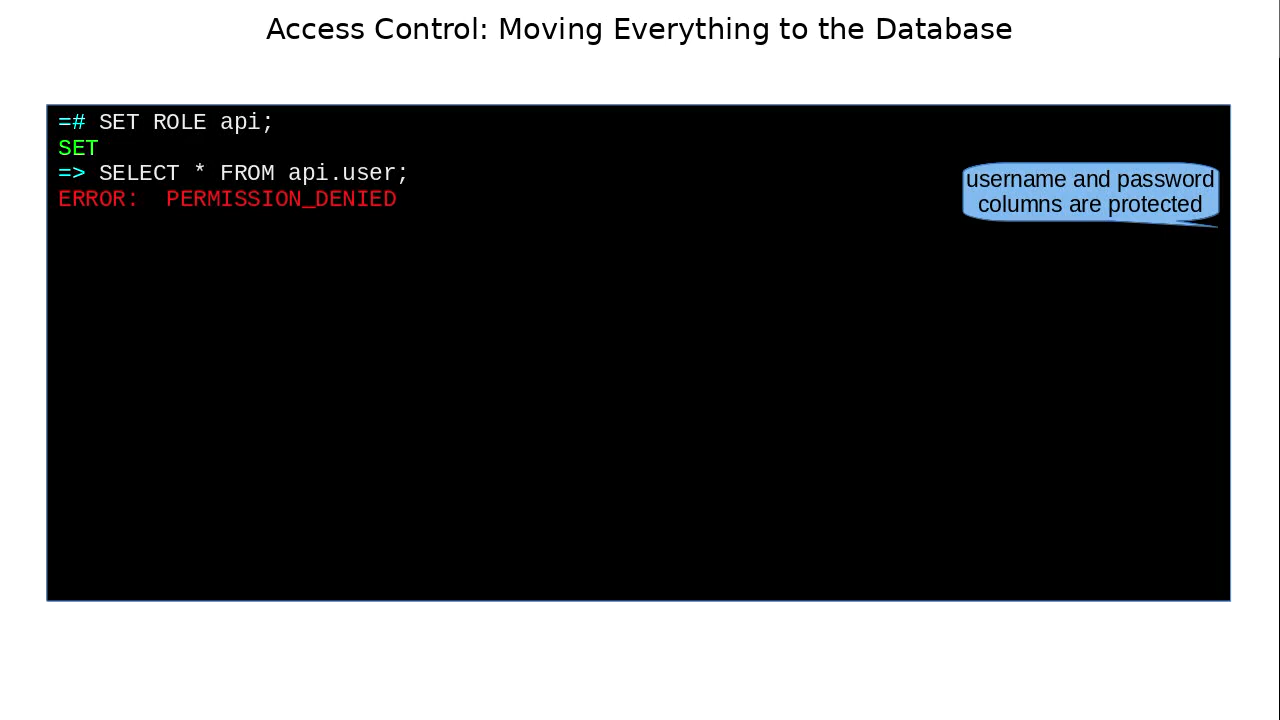 Access Control: Moving Everything to the Database
=# SET ROLE api;
SET
=> SELECT * FROM api.user;
ERROR:  PERMISSION_DENIED
username and password
columns are protected